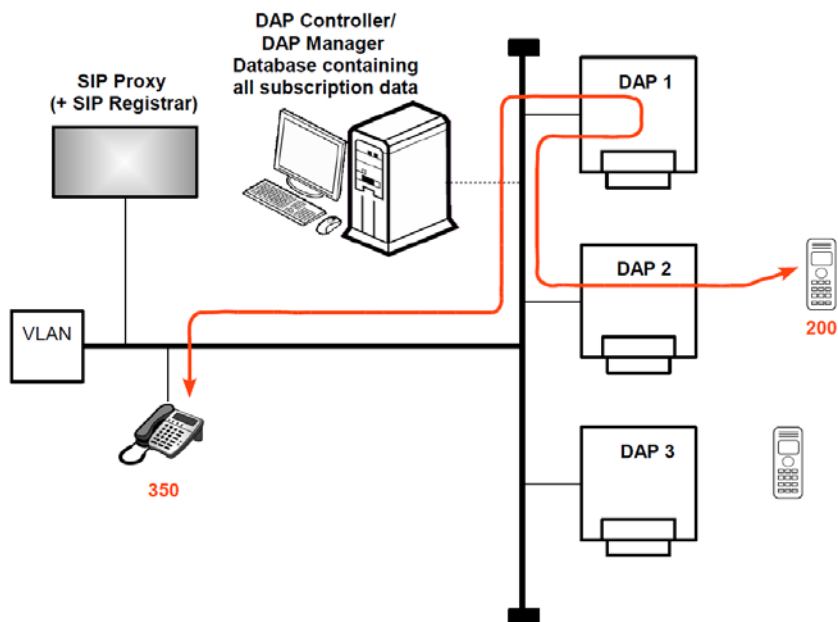 DAP Controller/
DAP Manager
Database containing
all subscription data
SIP Proxy
(+ SIP Registrar)
DAP 1
DAP 2
200
VLAN
350
DAP 3